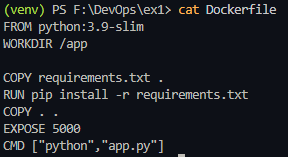 (venv) PS F:\DevOps\ex1> cat Dockerfile
FROM python:3.9-slim
WORKDIR /app
COPY requirements.txt .
RUN pip install -r requirements.txt
COPY . .
EXPOSE 5000
CMD ["python","app.py"]